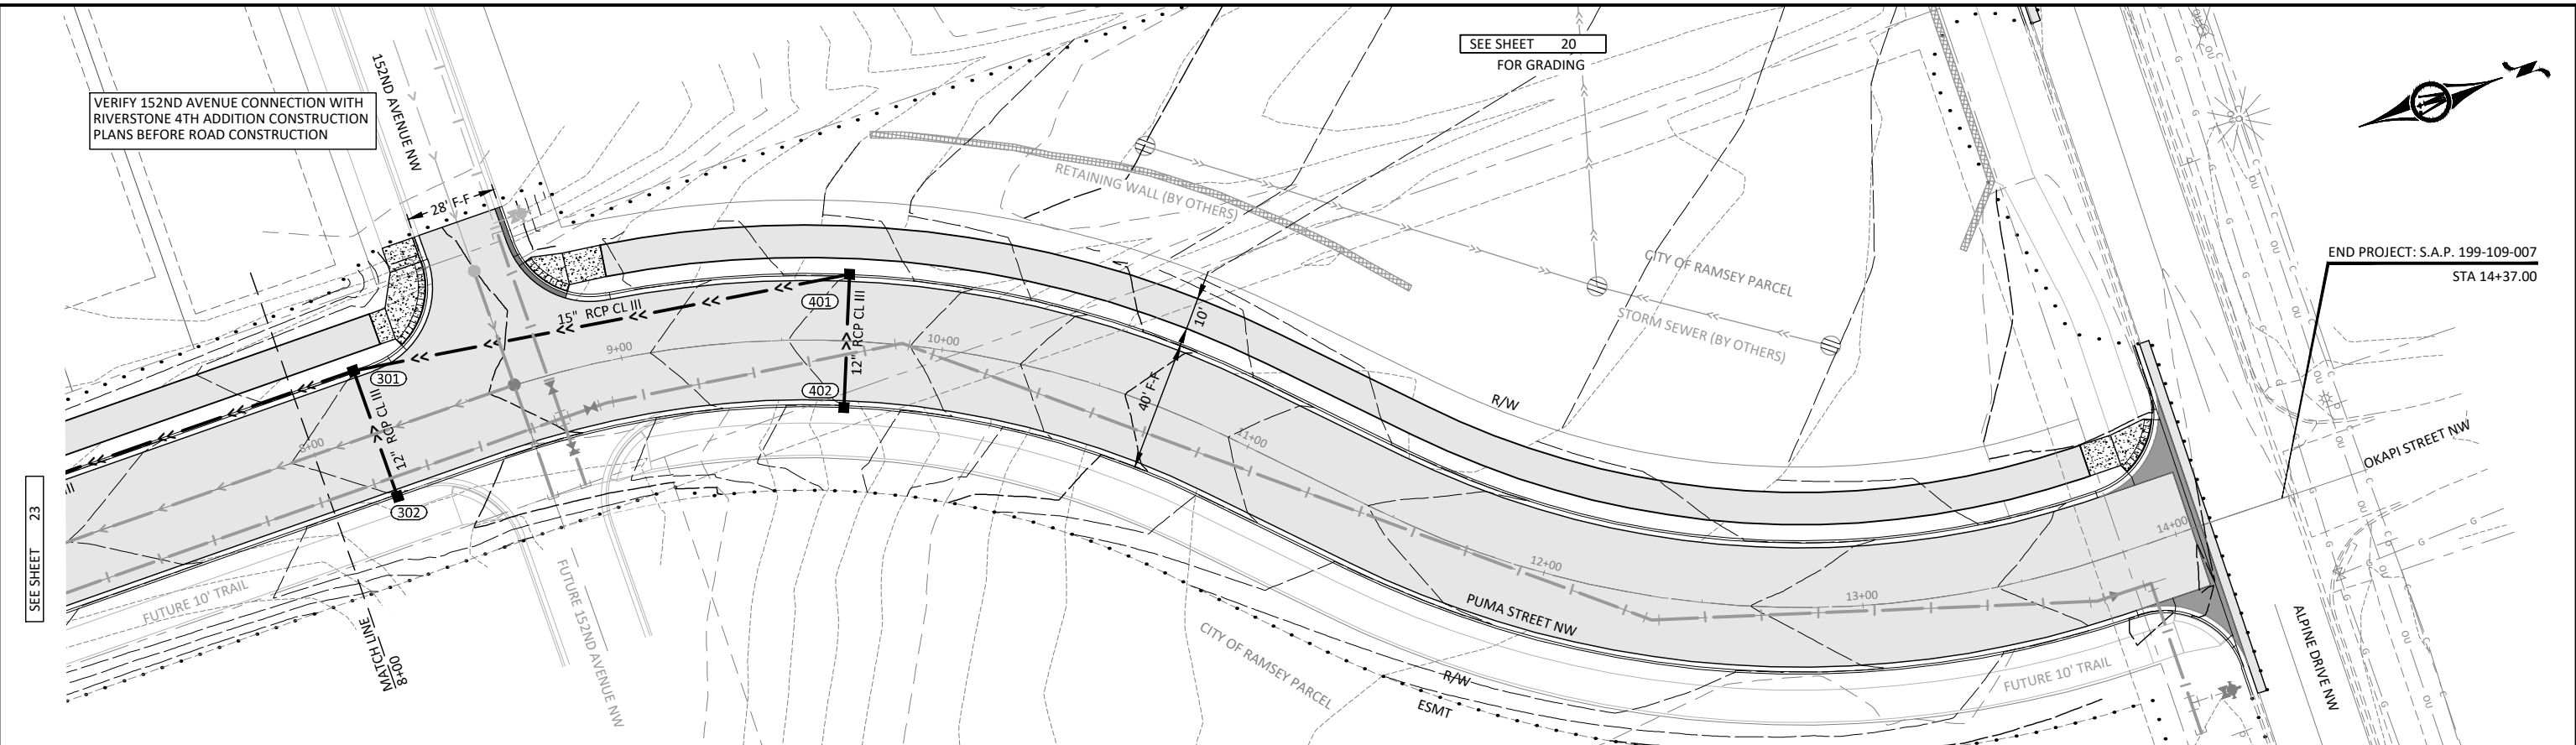 VERIFY 152ND AVENUE CONNECTION WITH
RIVERSTONE 4TH ADDITION CONSTRUCTION
PLANS BEFORE ROAD CONSTRUCTION
152ND AVENUE NW
28' F-F
SEE SHEET 20
FOR GRADING
RETAINING WALL (BY OTHERS)
CITY OF RAMSEY PARCEL
STORM SEWER (BY OTHERS)
END PROJECT: S.A.P. 199-109-007
STA 14+37.00
401
15" RCP CL III
12" RCP CL III
402
301
12" RCP CL III
302
8+00
9+00
10+00
11+00
12+00
13+00
14+00
10'
40' F-F
R/W
OKAPI STREET NW
SEE SHEET 23
III
FUTURE 10' TRAIL
MATCH LINE
8+00
FUTURE 152ND AVENUE NW
PUMA STREET NW
CITY OF RAMSEY PARCEL
R/W
ESMT
FUTURE 10' TRAIL
ALPINE DRIVE NW